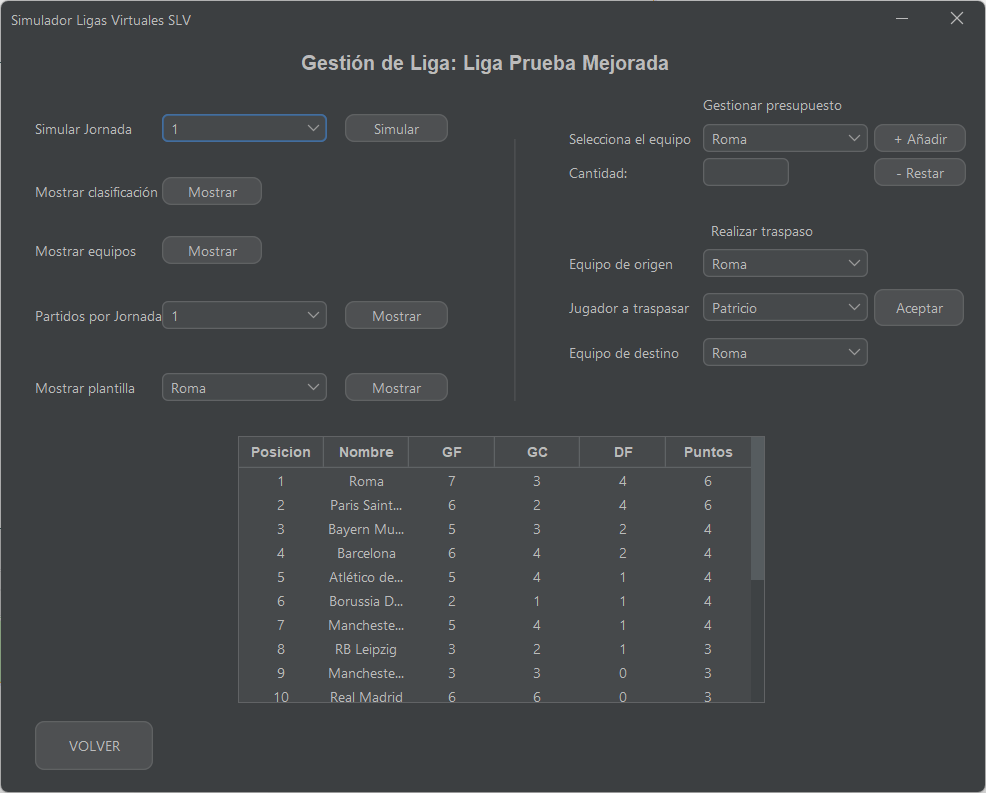 Simulador Ligas Virtuales SLV
Gestión de Liga: Liga Prueba Mejorada
Simular Jornada 1 Simular
Mostrar clasificación Mostrar
Mostrar equipos Mostrar
Partidos por Jornada 1 Mostrar
Mostrar plantilla Roma Mostrar
Gestionar presupuesto
Selecciona el equipo Roma + Añadir
Cantidad: - Restar
Realizar traspaso
Equipo de origen Roma
Jugador a traspasar Patricio Aceptar
Equipo de destino Roma
Posicion Nombre GF GC DF Puntos
1 Roma 7 3 4 6
2 Paris Saint... 6 2 4 6
3 Bayern Mu... 5 3 2 4
4 Barcelona 6 4 2 4
5 Atlético de... 5 4 1 4
6 Borussia D... 2 1 1 4
7 Mancheste... 5 4 1 4
8 RB Leipzig 3 2 1 3
9 Mancheste... 3 3 0 3
10 Real Madrid 6 6 0 3
VOLVER